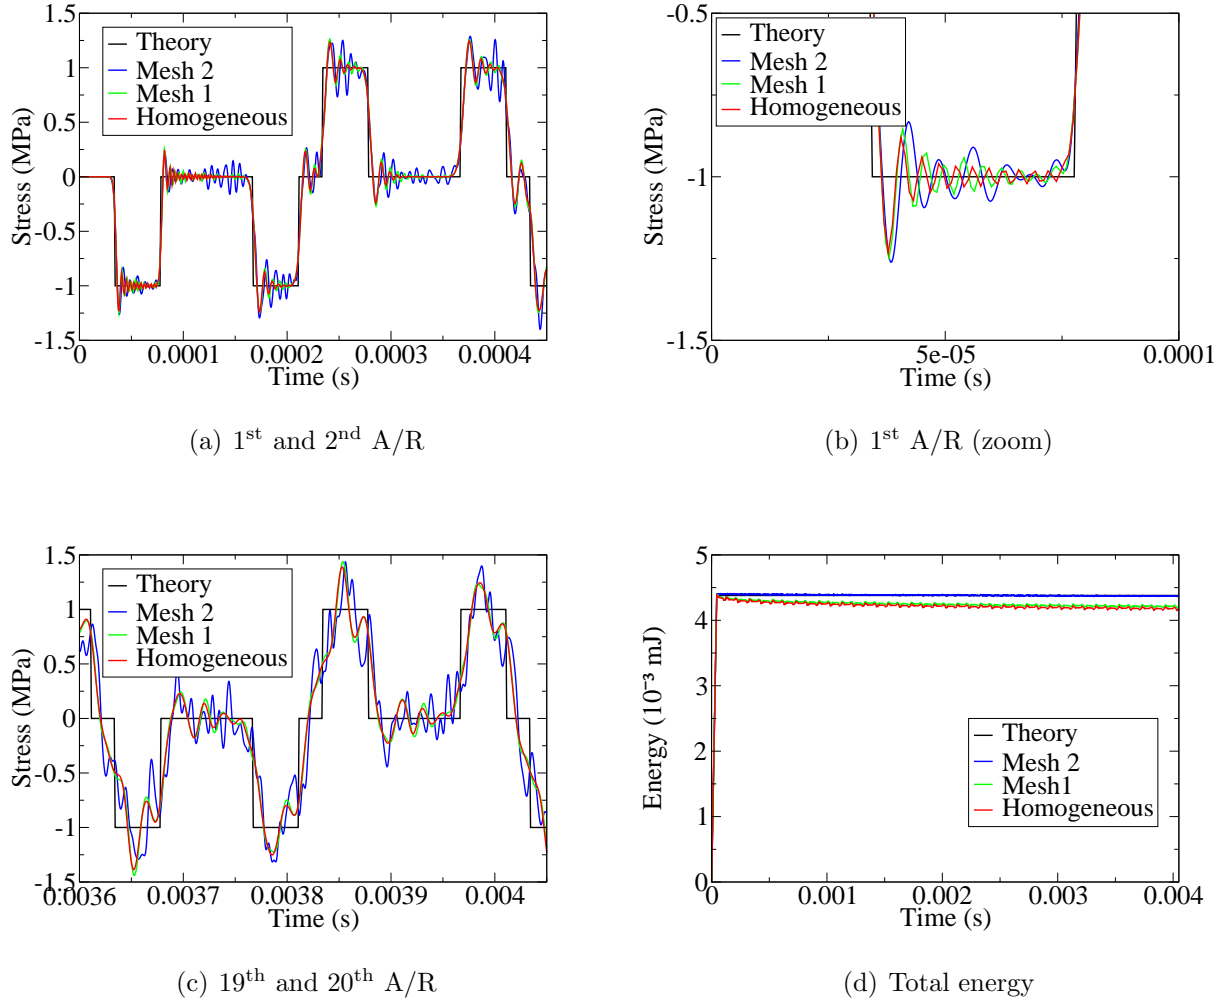 1.5
1
0.5
0
-0.5
-1
-1.5
Stress (MPa)
Theory
Mesh 2
Mesh 1
Homogeneous
0 0.0001 0.0002 0.0003 0.0004
Time (s)
(a) 1st and 2nd A/R
-0.5
-1
-1.5
Stress (MPa)
Theory
Mesh 2
Mesh 1
Homogeneous
0 5e-05 0.0001
Time (s)
(b) 1st A/R (zoom)
1.5
1
0.5
0
-0.5
-1
-1.5
Stress (MPa)
Theory
Mesh 2
Mesh 1
Homogeneous
0.0036 0.0037 0.0038 0.0039 0.004
Time (s)
(c) 19th and 20th A/R
5
4
3
2
1
0
Energy (10⁻³ mJ)
Theory
Mesh 2
Mesh1
Homogeneous
0 0.001 0.002 0.003 0.004
Time (s)
(d) Total energy